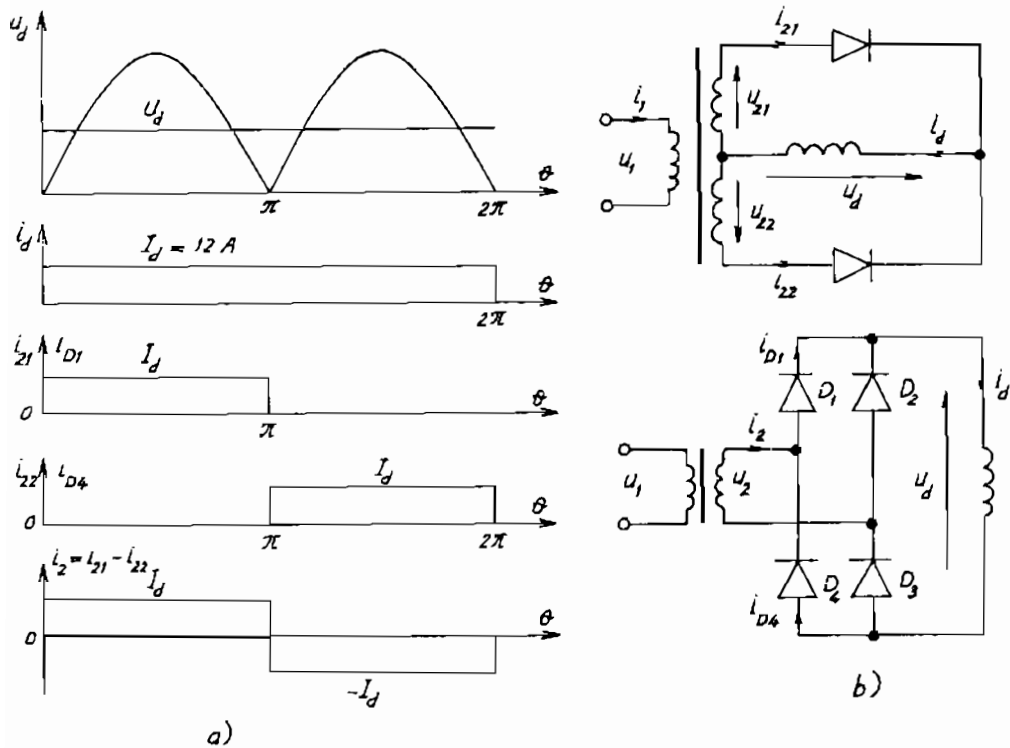 u_d
U_d
π
2π
ϑ
i_d
I_d = 12 A
2π
ϑ
i_21 i_D1
I_d
0
π
ϑ
i_22 i_D4
I_d
0
π
2π
ϑ
i_2 = i_21 - i_22
I_d
0
ϑ
-I_d
a)
i_21
i_1
u_1
u_21
i_d
u_d
u_22
i_22
i_D1
D_1
D_2
i_d
i_2
u_1
u_2
u_d
D_4
D_3
i_D4
b)